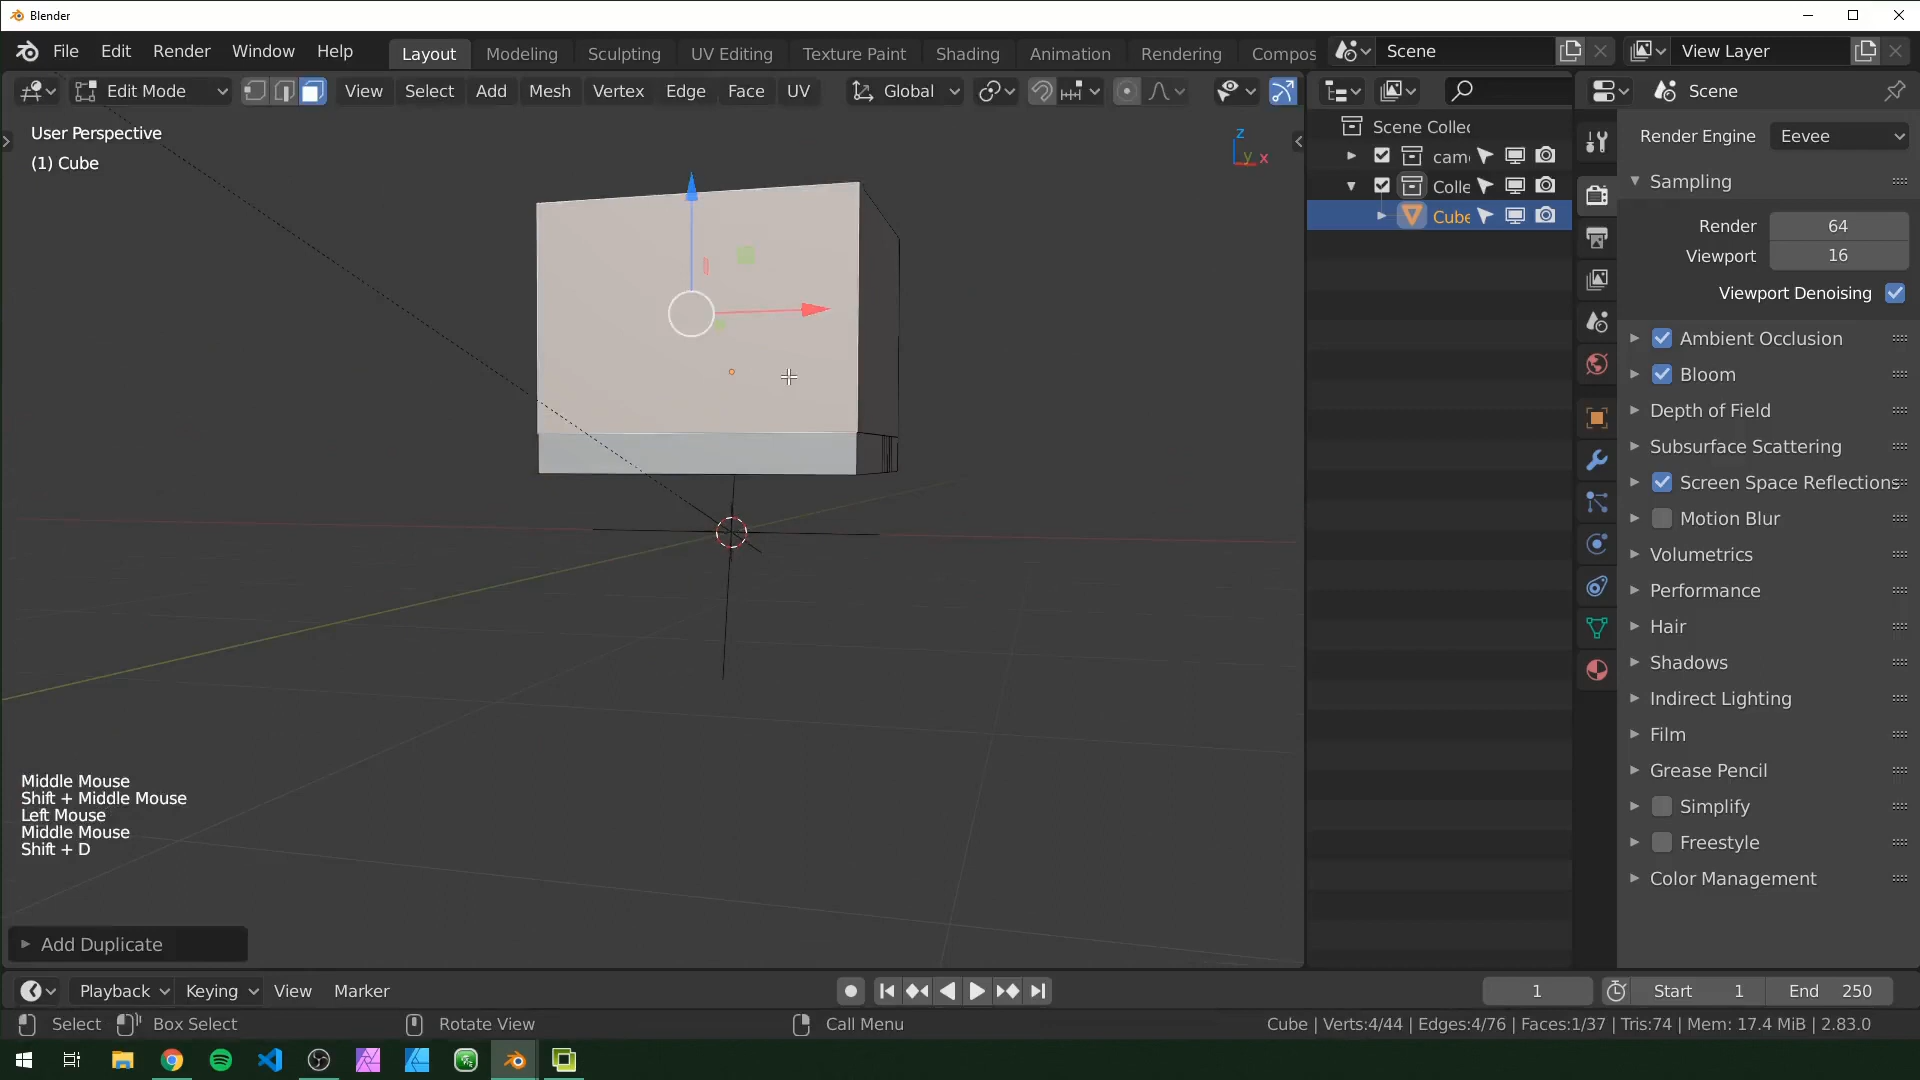 Blender
File Edit Render Window Help Layout Modeling Sculpting UV Editing Texture Paint Shading Animation Rendering Compos Scene View Layer
Edit Mode View Select Add Mesh Vertex Edge Face UV Global Scene
User Perspective
(1) Cube
z
y x
Scene Collec
cam
Colle
Cube
Render Engine Eevee
Sampling
Render 64
Viewport 16
Viewport Denoising
Ambient Occlusion
Bloom
Depth of Field
Subsurface Scattering
Screen Space Reflections
Motion Blur
Volumetrics
Performance
Hair
Shadows
Indirect Lighting
Film
Grease Pencil
Simplify
Freestyle
Color Management
Middle Mouse
Shift + Middle Mouse
Left Mouse
Middle Mouse
Shift + D
Add Duplicate
Playback Keying View Marker 1 Start 1 End 250
Select Box Select Rotate View Call Menu Cube | Verts:4/44 | Edges:4/76 | Faces:1/37 | Tris:74 | Mem: 17.4 MiB | 2.83.0